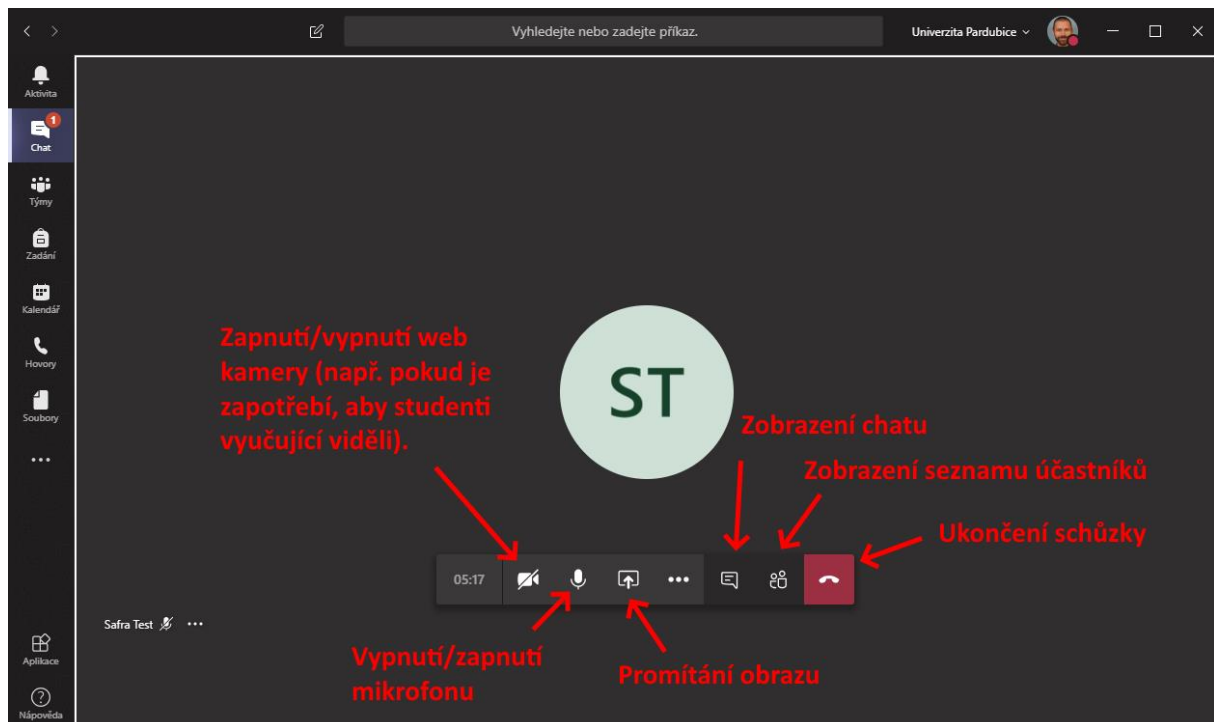 Vyhledejte nebo zadejte příkaz.
Univerzita Pardubice
Aktivita
1
Chat
Týmy
Zadání
Kalendář
Hovory
Soubory
Zapnutí/vypnutí web
kamery (např. pokud je
zapotřebí, aby studenti
vyučující viděli).
ST
Zobrazení chatu
Zobrazení seznamu účastníků
Ukončení schůzky
05:17
Safra Test
Vypnutí/zapnutí
mikrofonu
Promítání obrazu
Aplikace
Nápověda